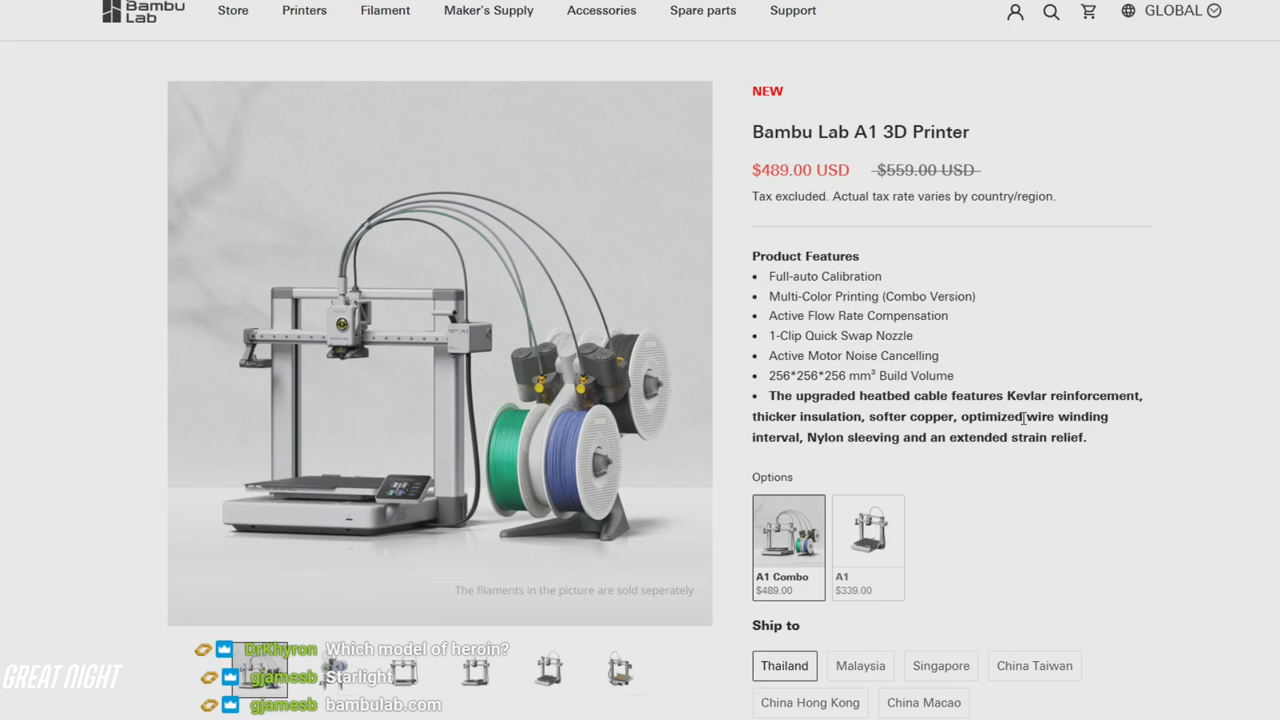 Bambu
Lab
Store Printers Filament Maker's Supply Accessories Spare parts Support GLOBAL
NEW
Bambu Lab A1 3D Printer
$489.00 USD $559.00 USD
Tax excluded. Actual tax rate varies by country/region.
Product Features
• Full-auto Calibration
• Multi-Color Printing (Combo Version)
• Active Flow Rate Compensation
• 1-Clip Quick Swap Nozzle
• Active Motor Noise Cancelling
• 256*256*256 mm³ Build Volume
• The upgraded heatbed cable features Kevlar reinforcement,
thicker insulation, softer copper, optimized wire winding
interval, Nylon sleeving and an extended strain relief.
Options
A1 Combo
$489.00
A1
$339.00
The filaments in the picture are sold seperately
Ship to
Thailand Malaysia Singapore China Taiwan
China Hong Kong China Macao
DrKhyron Which model of heroin?
gjamesb Starlight
gjamesb bambulab.com
GREAT NIGHT